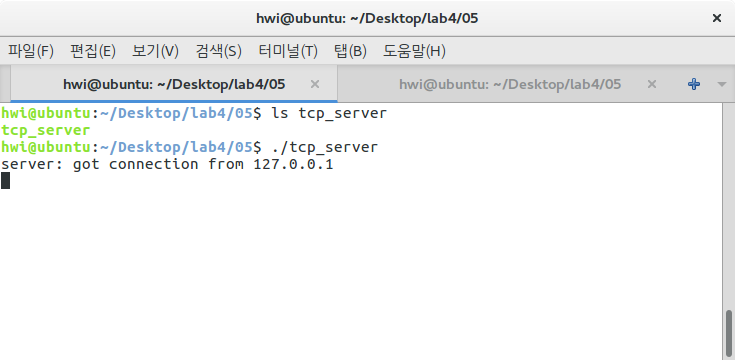 hwi@ubuntu: ~/Desktop/lab4/05
파일(F) 편집(E) 보기(V) 검색(S) 터미널(T) 탭(B) 도움말(H)
hwi@ubuntu: ~/Desktop/lab4/05 hwi@ubuntu: ~/Desktop/lab4/05
hwi@ubuntu:~/Desktop/lab4/05$ ls tcp_server
tcp_server
hwi@ubuntu:~/Desktop/lab4/05$ ./tcp_server
server: got connection from 127.0.0.1